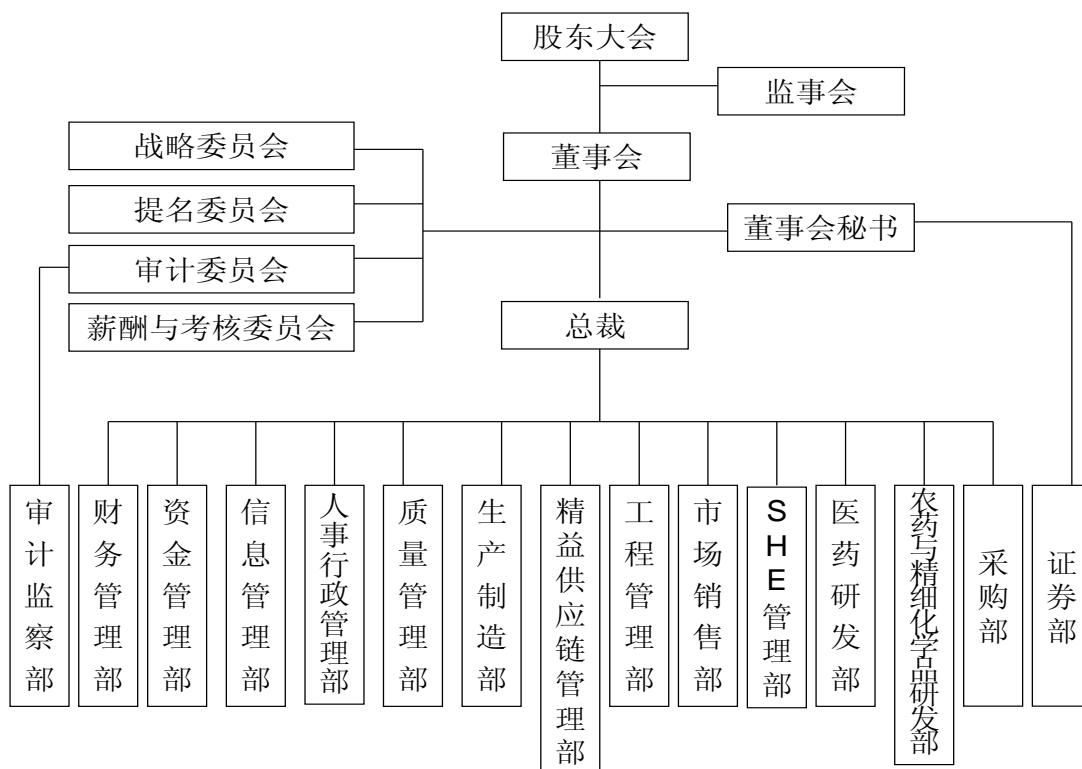 股东大会
监事会
董事会
战略委员会
提名委员会
审计委员会
薪酬与考核委员会
董事会秘书
总裁
审计监察部
财务管理部
资金管理部
信息管理部
人事行政管理部
质量管理部
生产制造部
精益供应链管理部
工程管理部
市场销售部
SHE管理部
医药研发部
农药与精细化学品研发部
采购部
证券部